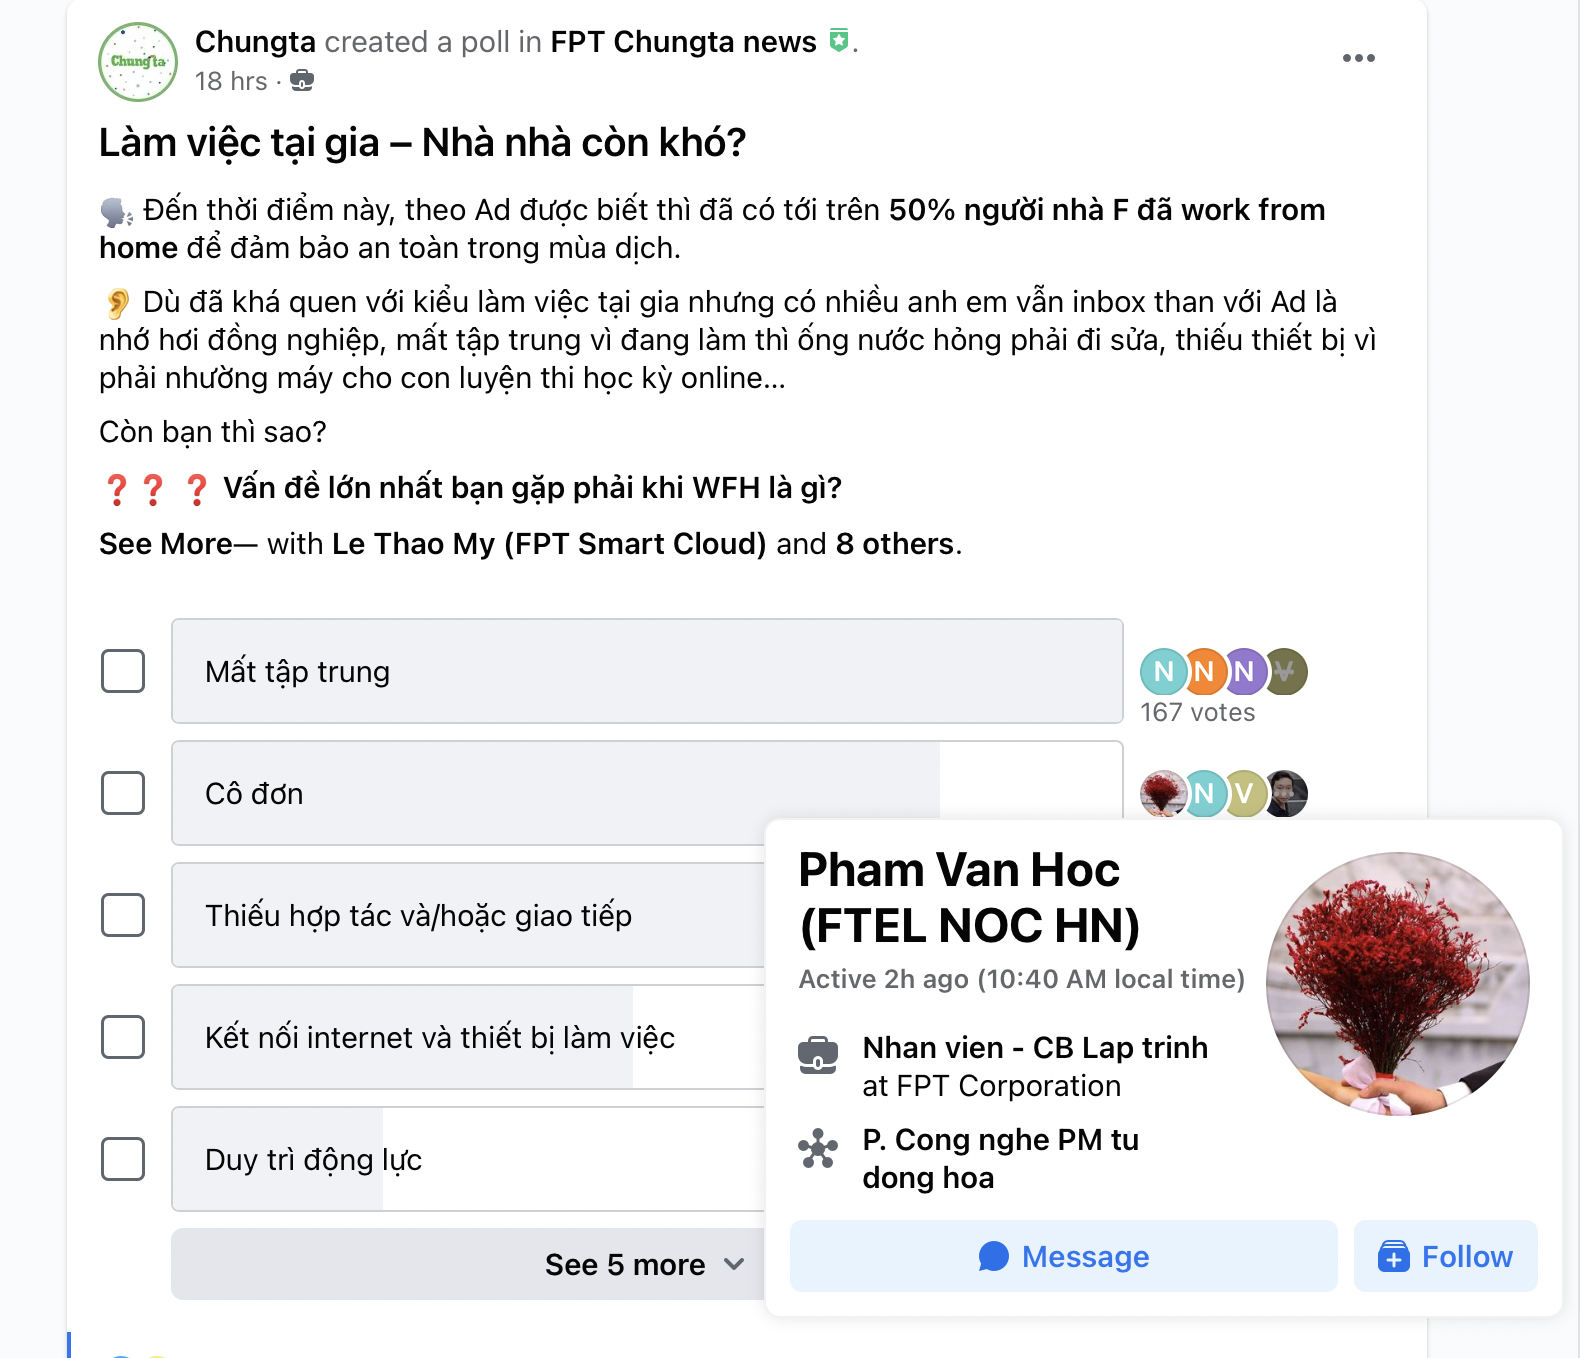 Chungta
Chungta created a poll in FPT Chungta news.
18 hrs ·
Làm việc tại gia – Nhà nhà còn khó?
Đến thời điểm này, theo Ad được biết thì đã có tới trên 50% người nhà F đã work from
home để đảm bảo an toàn trong mùa dịch.
Dù đã khá quen với kiểu làm việc tại gia nhưng có nhiều anh em vẫn inbox than với Ad là
nhớ hơi đồng nghiệp, mất tập trung vì đang làm thì ống nước hỏng phải đi sửa, thiếu thiết bị vì
phải nhường máy cho con luyện thi học kỳ online...
Còn bạn thì sao?
❓❓ ❓ Vấn đề lớn nhất bạn gặp phải khi WFH là gì?
See More— with Le Thao My (FPT Smart Cloud) and 8 others.
Mất tập trung
N N N V
167 votes
Cô đơn
N V
Thiếu hợp tác và/hoặc giao tiếp
Kết nối internet và thiết bị làm việc
Duy trì động lực
See 5 more
Pham Van Hoc
(FTEL NOC HN)
Active 2h ago (10:40 AM local time)
Nhan vien - CB Lap trinh
at FPT Corporation
P. Cong nghe PM tu
dong hoa
Message
Follow